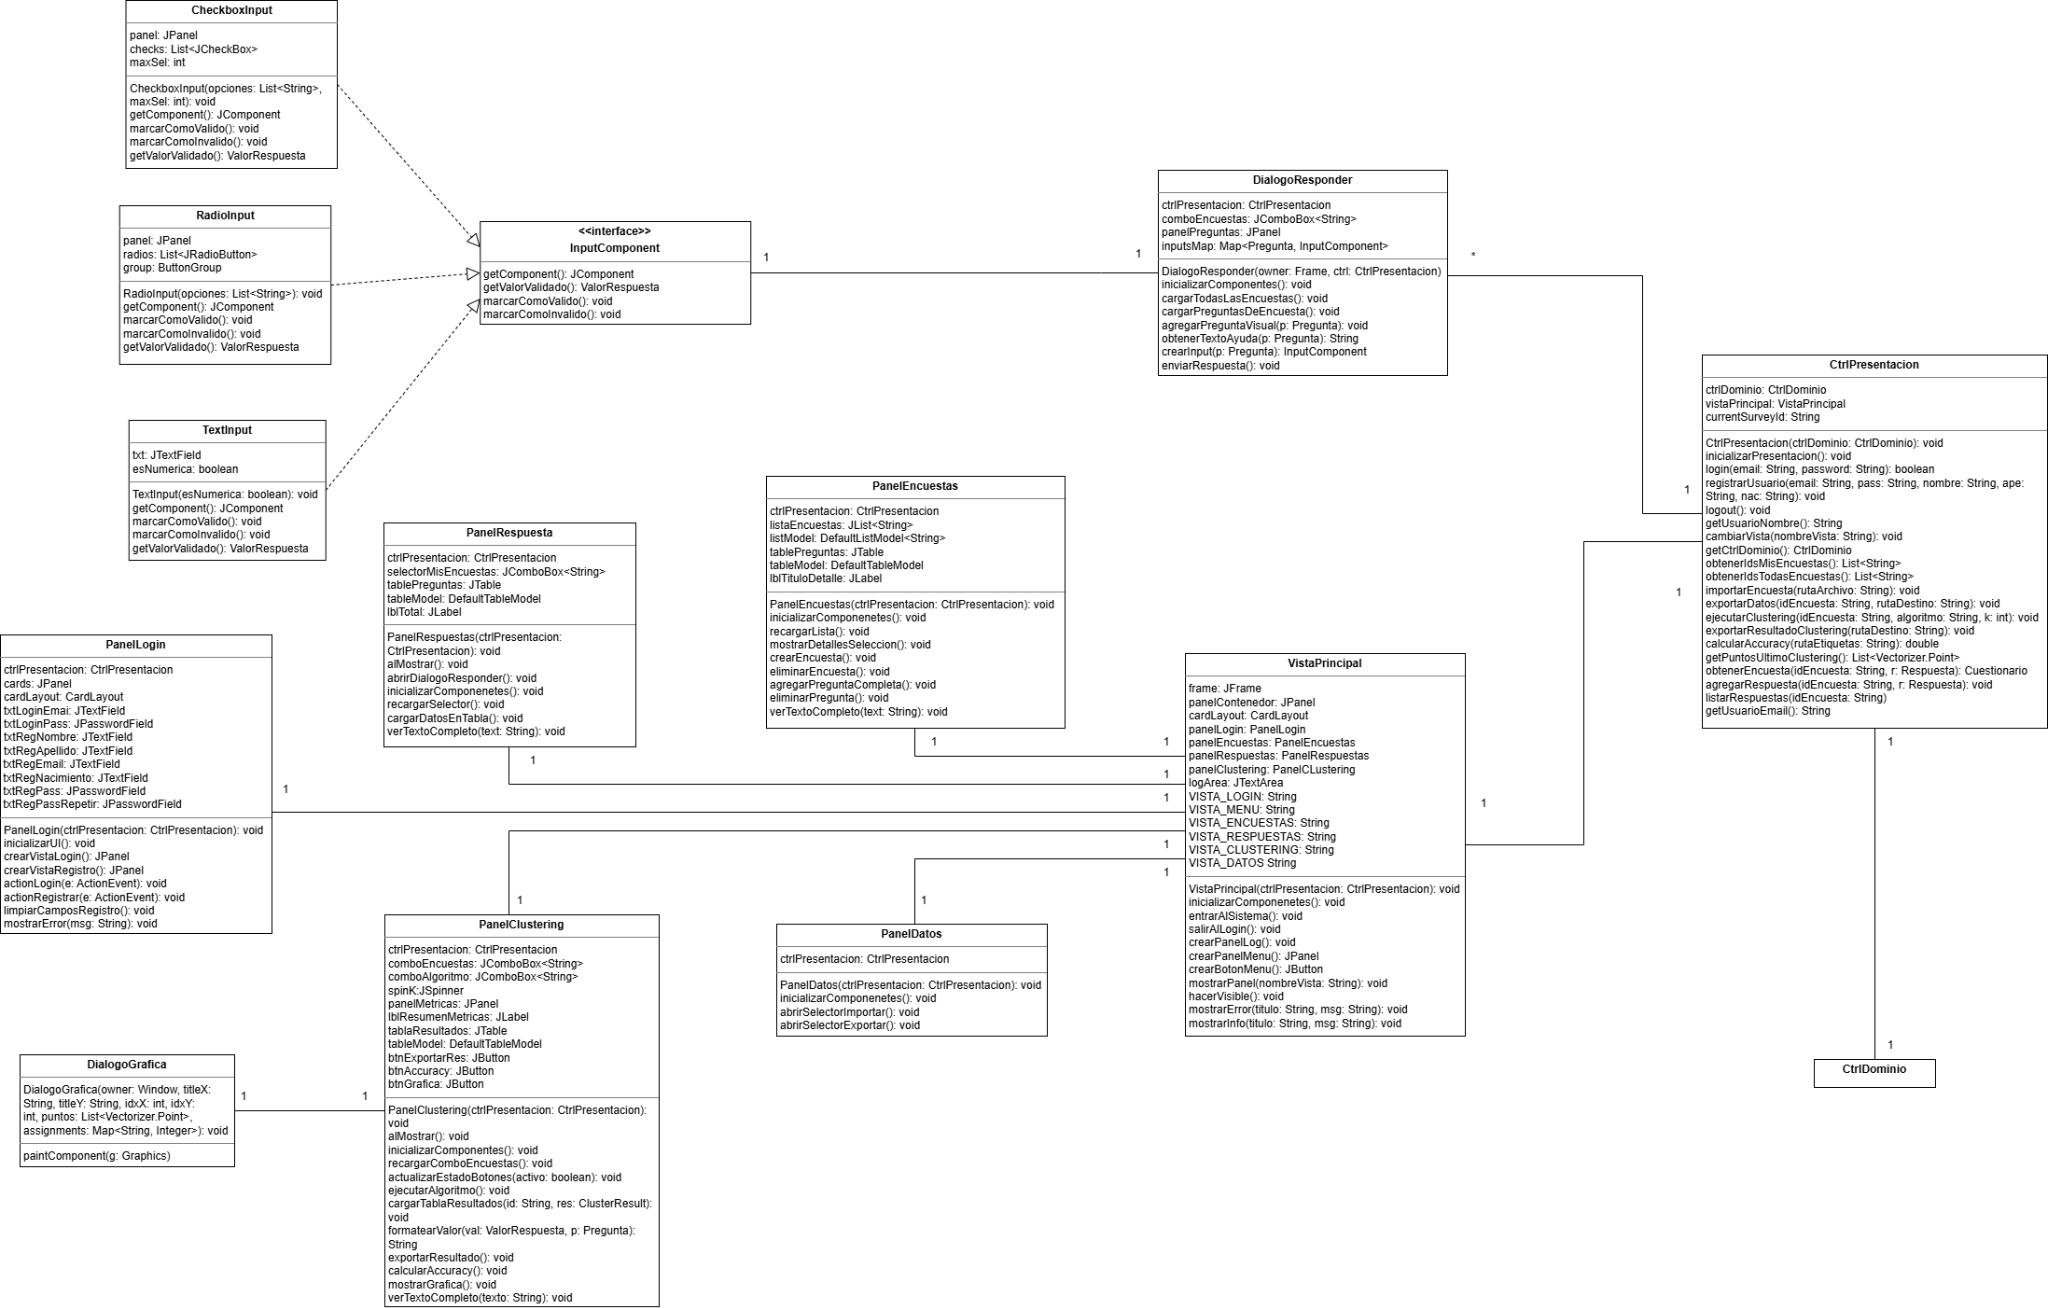 CheckboxInput
panel: JPanel
checks: List<JCheckBox>
maxSel: int
CheckboxInput(opciones: List<String>,
maxSel: int): void
getComponent(): JComponent
marcarComoValido(): void
marcarComoInvalido(): void
getValorValidado(): ValorRespuesta
RadioInput
panel: JPanel
radios: List<JRadioButton>
group: ButtonGroup
RadioInput(opciones: List<String>): void
getComponent(): JComponent
marcarComoValido(): void
marcarComoInvalido(): void
getValorValidado(): ValorRespuesta
TextInput
txt: JTextField
esNumerica: boolean
TextInput(esNumerica: boolean): void
getComponent(): JComponent
marcarComoValido(): void
marcarComoInvalido(): void
getValorValidado(): ValorRespuesta
<<interface>>
InputComponent
getComponent(): JComponent
getValorValidado(): ValorRespuesta
marcarComoValido(): void
marcarComoInvalido(): void
1
1
DialogoResponder
ctrlPresentacion: CtrlPresentacion
comboEncuestas: JComboBox<String>
panelPreguntas: JPanel
inputsMap: Map<Pregunta, InputComponent>
DialogoResponder(owner: Frame, ctrl: CtrlPresentacion)
inicializarComponentes(): void
cargarTodasLasEncuestas(): void
cargarPreguntasDeEncuesta(): void
agregarPreguntaVisual(p: Pregunta): void
obtenerTextoAyuda(p: Pregunta): String
crearInput(p: Pregunta): InputComponent
enviarRespuesta(): void
*
1
CtrlPresentacion
ctrlDominio: CtrlDominio
vistaPrincipal: VistaPrincipal
currentSurveyId: String
CtrlPresentacion(ctrlDominio: CtrlDominio): void
inicializarPresentacion(): void
login(email: String, password: String): boolean
registrarUsuario(email: String, pass: String, nombre: String, ape:
String, nac: String): void
logout(): void
getUsuarioNombre(): String
cambiarVista(nombreVista: String): void
getCtrlDominio(): CtrlDominio
obtenerIdsMisEncuestas(): List<String>
obtenerIdsTodasEncuestas(): List<String>
importarEncuesta(rutaArchivo: String): void
exportarDatos(idEncuesta: String, rutaDestino: String): void
ejecutarClustering(idEncuesta: String, algoritmo: String, k: int): void
exportarResultadoClustering(rutaDestino: String): void
calcularAccuracy(rutaEtiquetas: String): double
getPuntosUltimoClustering(): List<Vectorizer.Point>
obtenerEncuesta(idEncuesta: String, r: Respuesta): Cuestionario
agregarRespuesta(idEncuesta: String, r: Respuesta): void
listarRespuestas(idEncuesta: String)
getUsuarioEmail(): String
1
1
1
1
CtrlDominio
PanelEncuestas
ctrlPresentacion: CtrlPresentacion
listaEncuestas: JList<String>
listModel: DefaultListModel<String>
tablePreguntas: JTable
tableModel: DefaultTableModel
lblTituloDetalle: JLabel
PanelEncuestas(ctrlPresentacion: CtrlPresentacion): void
inicializarComponenetes(): void
recargarLista(): void
mostrarDetallesSeleccion(): void
crearEncuesta(): void
eliminarEncuesta(): void
agregarPreguntaCompleta(): void
eliminarPregunta(): void
verTextoCompleto(text: String): void
1
1
PanelRespuesta
ctrlPresentacion: CtrlPresentacion
selectorMisEncuestas: JComboBox<String>
tablePreguntas: JTable
tableModel: DefaultTableModel
lblTotal: JLabel
PanelRespuestas(ctrlPresentacion:
CtrlPresentacion): void
alMostrar(): void
abrirDialogoResponder(): void
inicializarComponenetes(): void
recargarSelector(): void
cargarDatosEnTabla(): void
verTextoCompleto(text: String): void
1
1
PanelLogin
ctrlPresentacion: CtrlPresentacion
cards: JPanel
cardLayout: CardLayout
txtLoginEmai: JTextField
txtLoginPass: JPasswordField
txtRegNombre: JTextField
txtRegApellido: JTextField
txtRegEmail: JTextField
txtRegNacimiento: JTextField
txtRegPass: JPasswordField
txtRegPassRepetir: JPasswordField
PanelLogin(ctrlPresentacion: CtrlPresentacion): void
inicializarUI(): void
crearVistaLogin(): JPanel
crearVistaRegistro(): JPanel
actionLogin(e: ActionEvent): void
actionRegistrar(e: ActionEvent): void
limpiarCamposRegistro(): void
mostrarError(msg: String): void
1
1
VistaPrincipal
frame: JFrame
panelContenedor: JPanel
cardLayout: CardLayout
panelLogin: PanelLogin
panelEncuestas: PanelEncuestas
panelRespuestas: PanelRespuestas
panelClustering: PanelCLustering
logArea: JTextArea
VISTA_LOGIN: String
VISTA_MENU: String
VISTA_ENCUESTAS: String
VISTA_RESPUESTAS: String
VISTA_CLUSTERING: String
VISTA_DATOS String
VistaPrincipal(ctrlPresentacion: CtrlPresentacion): void
inicializarComponenetes(): void
entrarAlSistema(): void
salirAlLogin(): void
crearPanelLog(): void
crearPanelMenu(): JPanel
crearBotonMenu(): JButton
mostrarPanel(nombreVista: String): void
hacerVisible(): void
mostrarError(titulo: String, msg: String): void
mostrarInfo(titulo: String, msg: String): void
1
1
PanelClustering
ctrlPresentacion: CtrlPresentacion
comboEncuestas: JComboBox<String>
comboAlgoritmo: JComboBox<String>
spinK:JSpinner
panelMetricas: JPanel
lblResumenMetricas: JLabel
tablaResultados: JTable
tableModel: DefaultTableModel
btnExportarRes: JButton
btnAccuracy: JButton
btnGrafica: JButton
PanelClustering(ctrlPresentacion: CtrlPresentacion):
void
alMostrar(): void
inicializarComponentes(): void
recargarComboEncuestas(): void
actualizarEstadoBotones(activo: boolean): void
ejecutarAlgoritmo(): void
cargarTablaResultados(id: String, res: ClusterResult):
void
formatearValor(val: ValorRespuesta, p: Pregunta):
String
exportarResultado(): void
calcularAccuracy(): void
mostrarGrafica(): void
verTextoCompleto(texto: String): void
1
1
PanelDatos
ctrlPresentacion: CtrlPresentacion
PanelDatos(ctrlPresentacion: CtrlPresentacion): void
inicializarComponenetes(): void
abrirSelectorImportar(): void
abrirSelectorExportar(): void
DialogoGrafica
DialogoGrafica(owner: Window, titleX:
String, titleY: String, idxX: int, idxY:
int, puntos: List<Vectorizer.Point>,
assignments: Map<String, Integer>): void
paintComponent(g: Graphics)
1
1